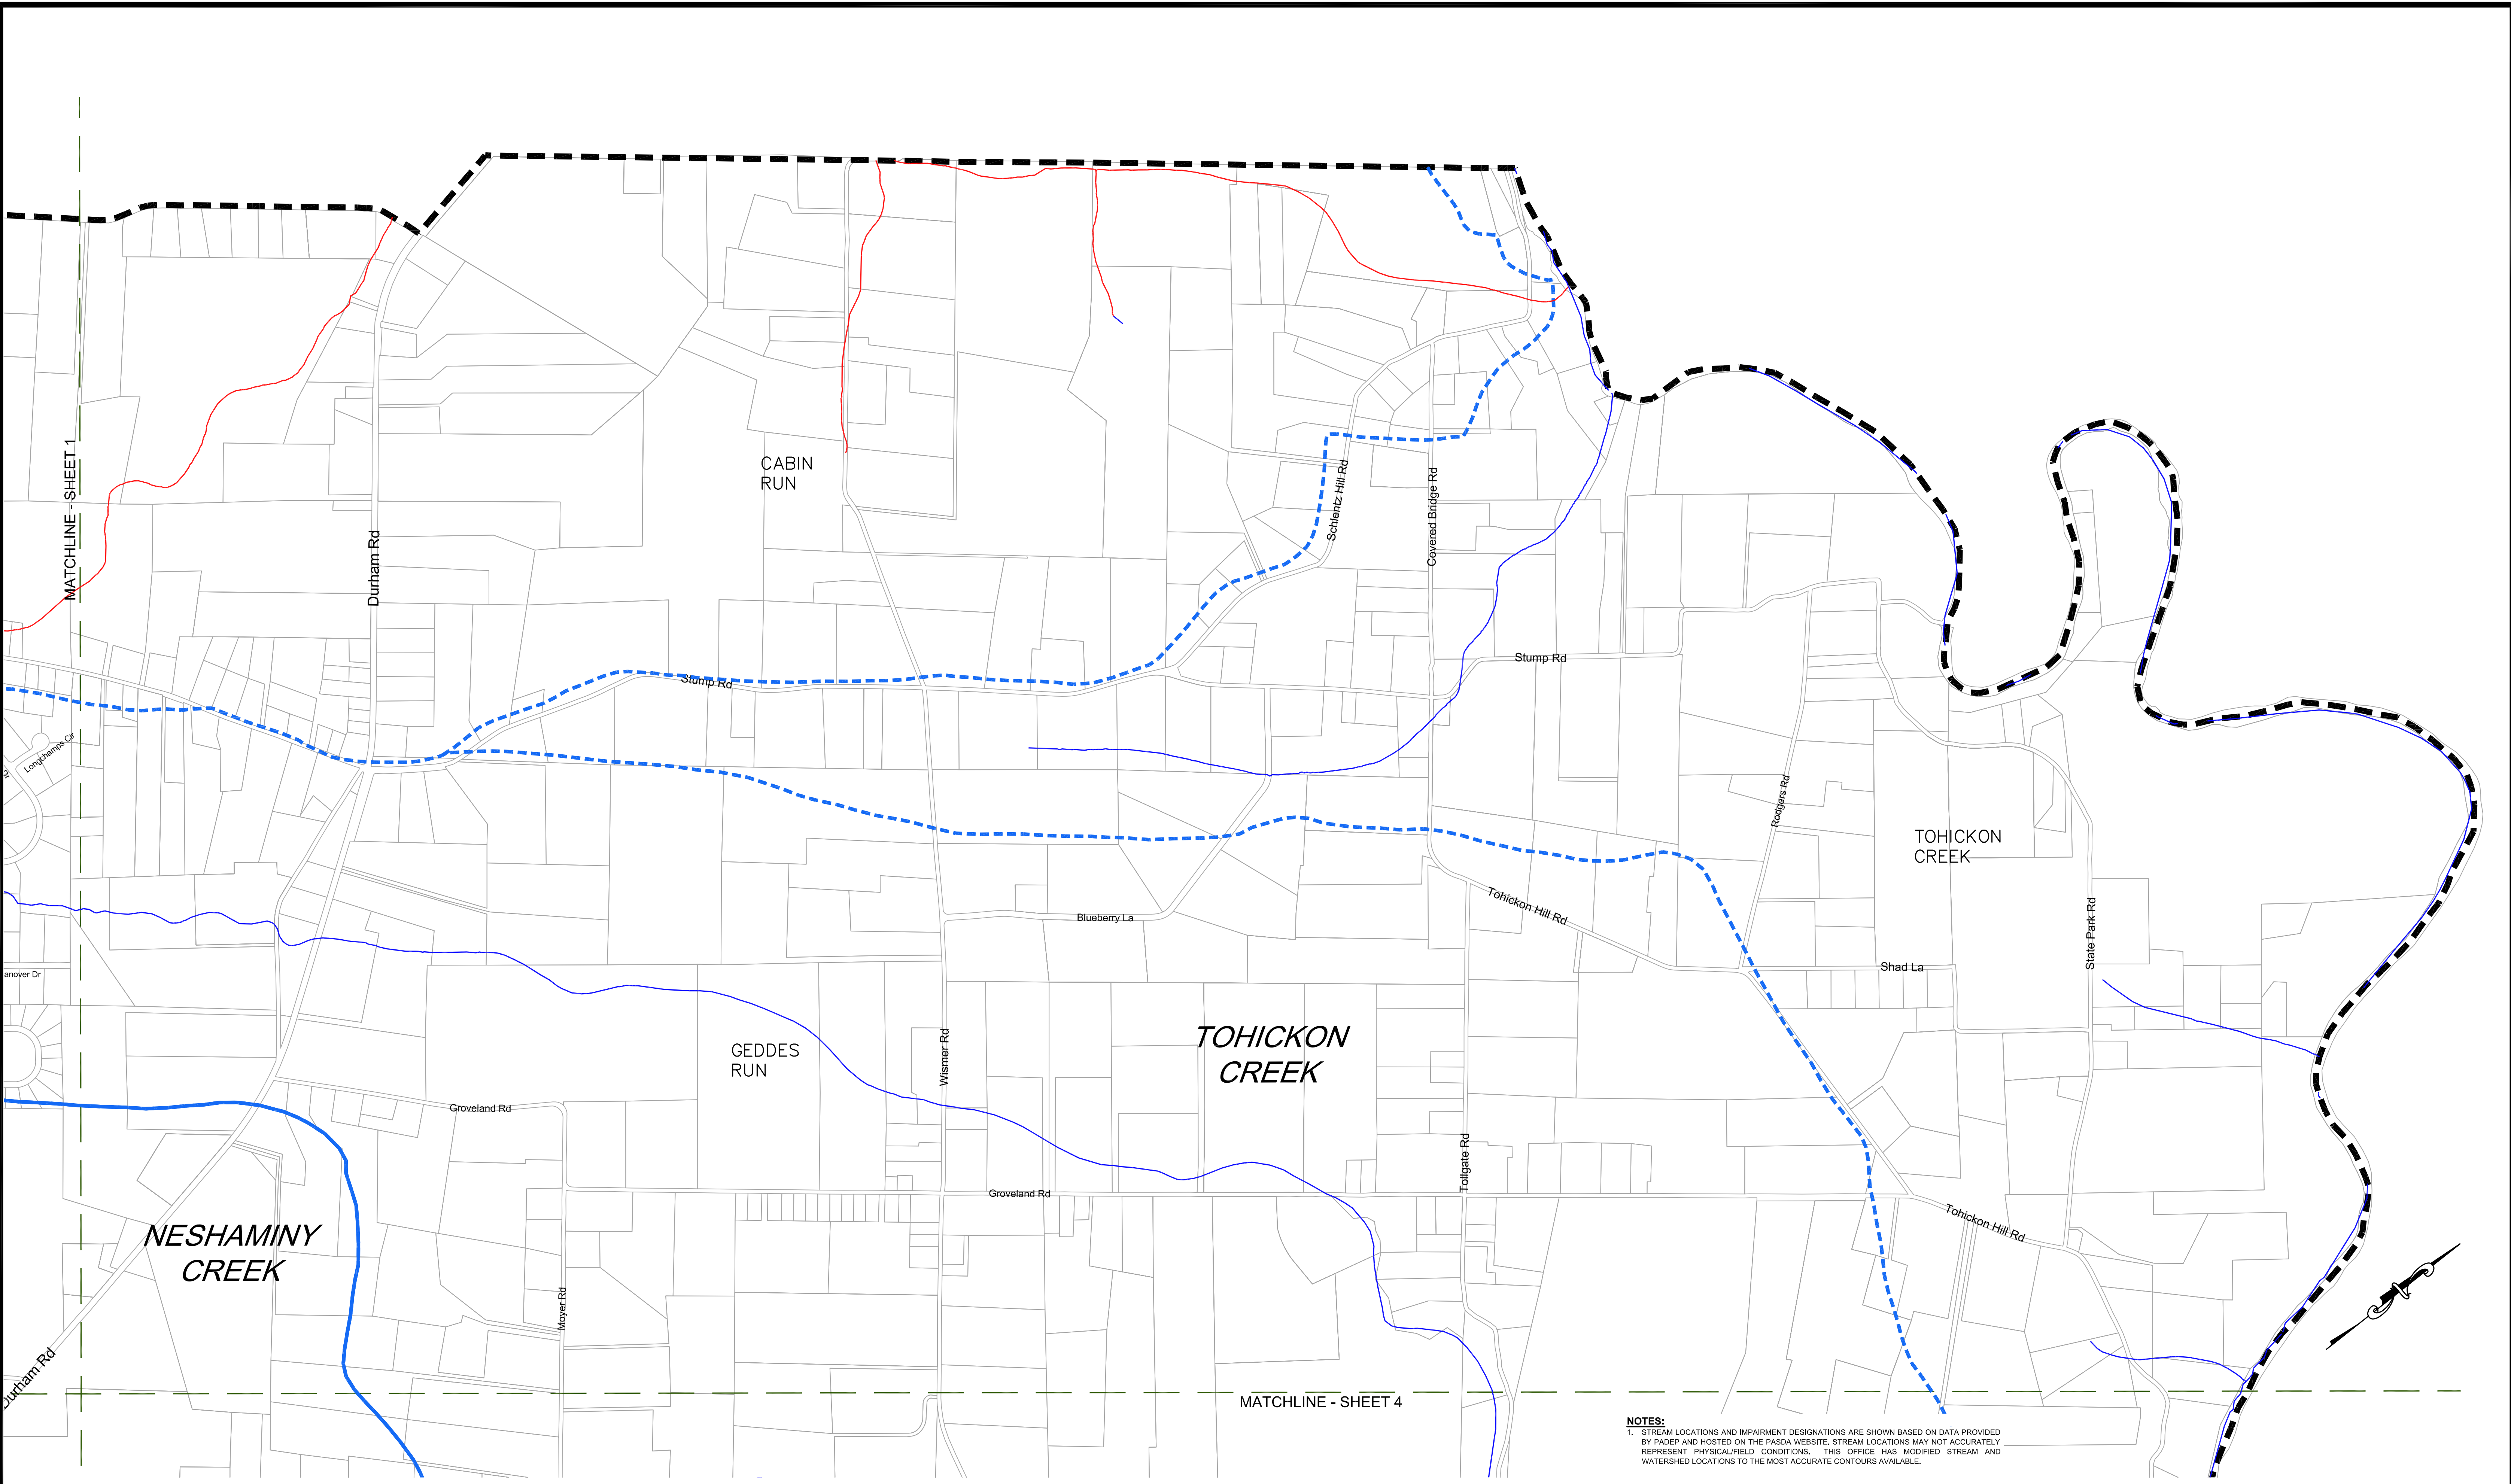 MATCHLINE - SHEET 1
Durham Rd
CABIN
RUN
Schlentz Hill Rd
Covered Bridge Rd
Stump Rd
Stump Rd
Longchamps Cir
Rodgers Rd
TOHICKON
CREEK
Blueberry La
Tohickon Hill Rd
State Park Rd
Shad La
anover Dr
GEDDES
RUN
Wismer Rd
TOHICKON
CREEK
Groveland Rd
Tollgate Rd
Groveland Rd
NESHAMINY
CREEK
Tohickon Hill Rd
Moyer Rd
Durham Rd
MATCHLINE - SHEET 4
NOTES:
1. STREAM LOCATIONS AND IMPAIRMENT DESIGNATIONS ARE SHOWN BASED ON DATA PROVIDED
BY PADEP AND HOSTED ON THE PASDA WEBSITE. STREAM LOCATIONS MAY NOT ACCURATELY
REPRESENT PHYSICAL/FIELD CONDITIONS. THIS OFFICE HAS MODIFIED STREAM AND
WATERSHED LOCATIONS TO THE MOST ACCURATE CONTOURS AVAILABLE.